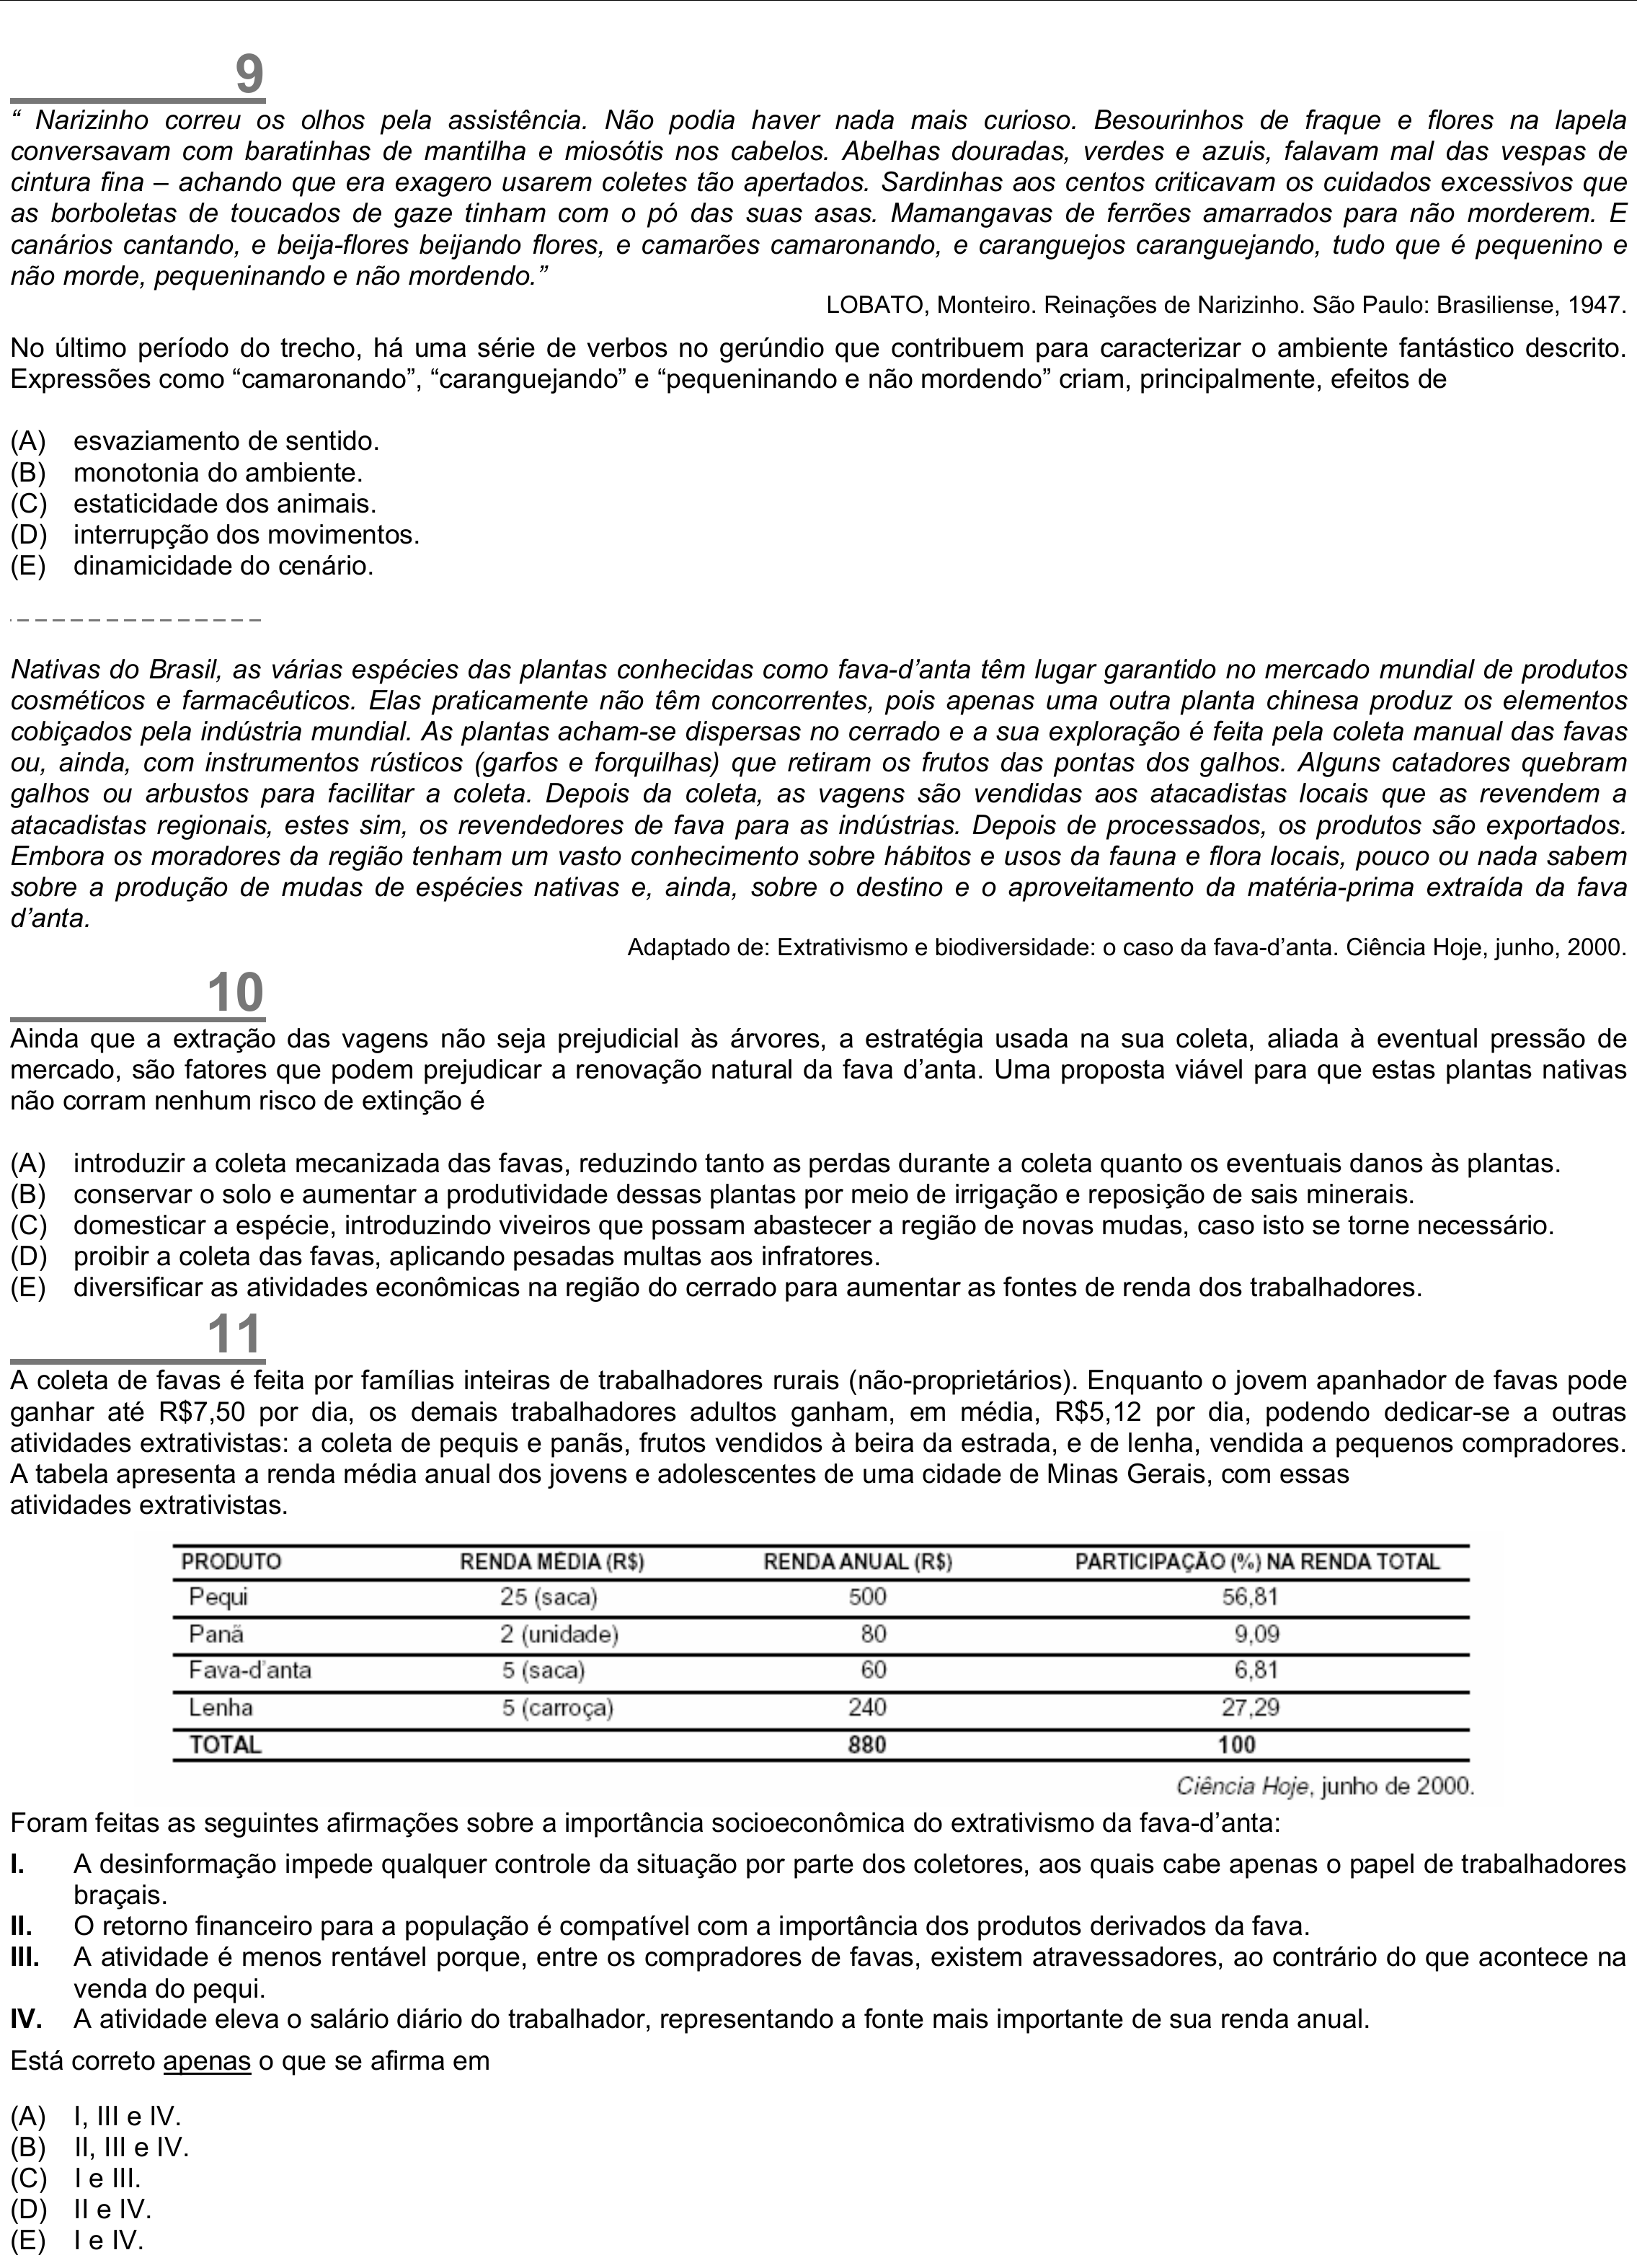 9
“ Narizinho correu os olhos pela assistência. Não podia haver nada mais curioso. Besourinhos de fraque e flores na lapela
conversavam com baratinhas de mantilha e miosótis nos cabelos. Abelhas douradas, verdes e azuis, falavam mal das vespas de
cintura fina – achando que era exagero usarem coletes tão apertados. Sardinhas aos centos criticavam os cuidados excessivos que
as borboletas de toucados de gaze tinham com o pó das suas asas. Mamangavas de ferrões amarrados para não morderem. E
canários cantando, e beija-flores beijando flores, e camarões camaronando, e caranguejos caranguejando, tudo que é pequenino e
não morde, pequeninando e não mordendo.”
LOBATO, Monteiro. Reinações de Narizinho. São Paulo: Brasiliense, 1947.
No último período do trecho, há uma série de verbos no gerúndio que contribuem para caracterizar o ambiente fantástico descrito.
Expressões como “camaronando”, “caranguejando” e “pequeninando e não mordendo” criam, principalmente, efeitos de
(A) esvaziamento de sentido.
(B) monotonia do ambiente.
(C) estaticidade dos animais.
(D) interrupção dos movimentos.
(E) dinamicidade do cenário.
Nativas do Brasil, as várias espécies das plantas conhecidas como fava-d’anta têm lugar garantido no mercado mundial de produtos
cosméticos e farmacêuticos. Elas praticamente não têm concorrentes, pois apenas uma outra planta chinesa produz os elementos
cobiçados pela indústria mundial. As plantas acham-se dispersas no cerrado e a sua exploração é feita pela coleta manual das favas
ou, ainda, com instrumentos rústicos (garfos e forquilhas) que retiram os frutos das pontas dos galhos. Alguns catadores quebram
galhos ou arbustos para facilitar a coleta. Depois da coleta, as vagens são vendidas aos atacadistas locais que as revendem a
atacadistas regionais, estes sim, os revendedores de fava para as indústrias. Depois de processados, os produtos são exportados.
Embora os moradores da região tenham um vasto conhecimento sobre hábitos e usos da fauna e flora locais, pouco ou nada sabem
sobre a produção de mudas de espécies nativas e, ainda, sobre o destino e o aproveitamento da matéria-prima extraída da fava
d’anta.
Adaptado de: Extrativismo e biodiversidade: o caso da fava-d’anta. Ciência Hoje, junho, 2000.
10
Ainda que a extração das vagens não seja prejudicial às árvores, a estratégia usada na sua coleta, aliada à eventual pressão de
mercado, são fatores que podem prejudicar a renovação natural da fava d’anta. Uma proposta viável para que estas plantas nativas
não corram nenhum risco de extinção é
(A) introduzir a coleta mecanizada das favas, reduzindo tanto as perdas durante a coleta quanto os eventuais danos às plantas.
(B) conservar o solo e aumentar a produtividade dessas plantas por meio de irrigação e reposição de sais minerais.
(C) domesticar a espécie, introduzindo viveiros que possam abastecer a região de novas mudas, caso isto se torne necessário.
(D) proibir a coleta das favas, aplicando pesadas multas aos infratores.
(E) diversificar as atividades econômicas na região do cerrado para aumentar as fontes de renda dos trabalhadores.
11
A coleta de favas é feita por famílias inteiras de trabalhadores rurais (não-proprietários). Enquanto o jovem apanhador de favas pode
ganhar até R$7,50 por dia, os demais trabalhadores adultos ganham, em média, R$5,12 por dia, podendo dedicar-se a outras
atividades extrativistas: a coleta de pequis e panãs, frutos vendidos à beira da estrada, e de lenha, vendida a pequenos compradores.
A tabela apresenta a renda média anual dos jovens e adolescentes de uma cidade de Minas Gerais, com essas
atividades extrativistas.
PRODUTO RENDA MÉDIA (R$) RENDA ANUAL (R$) PARTICIPAÇÃO (%) NA RENDA TOTAL
Pequi 25 (saca) 500 56,81
Panã 2 (unidade) 80 9,09
Fava-d’anta 5 (saca) 60 6,81
Lenha 5 (carroça) 240 27,29
TOTAL 880 100
Ciência Hoje, junho de 2000.
Foram feitas as seguintes afirmações sobre a importância socioeconômica do extrativismo da fava-d’anta:
I. A desinformação impede qualquer controle da situação por parte dos coletores, aos quais cabe apenas o papel de trabalhadores
braçais.
II. O retorno financeiro para a população é compatível com a importância dos produtos derivados da fava.
III. A atividade é menos rentável porque, entre os compradores de favas, existem atravessadores, ao contrário do que acontece na
venda do pequi.
IV. A atividade eleva o salário diário do trabalhador, representando a fonte mais importante de sua renda anual.
Está correto apenas o que se afirma em
(A) I, III e IV.
(B) II, III e IV.
(C) I e III.
(D) II e IV.
(E) I e IV.